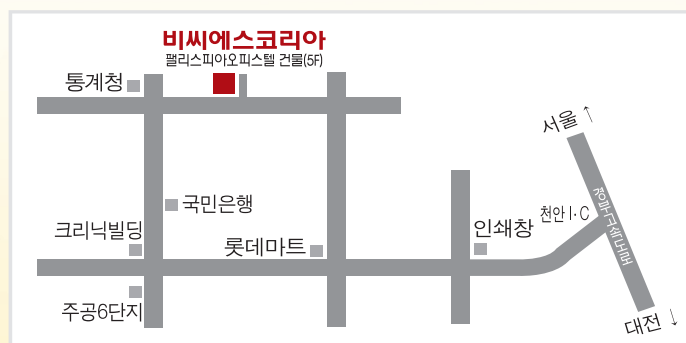 비씨에스코리아
팰리스피아오피스텔 건물(5F)
통계청
서울 ↑
국민은행
천안 I·C
크리닉빌딩
롯데마트
인쇄창
경부고속도로
주공6단지
대전 ↓